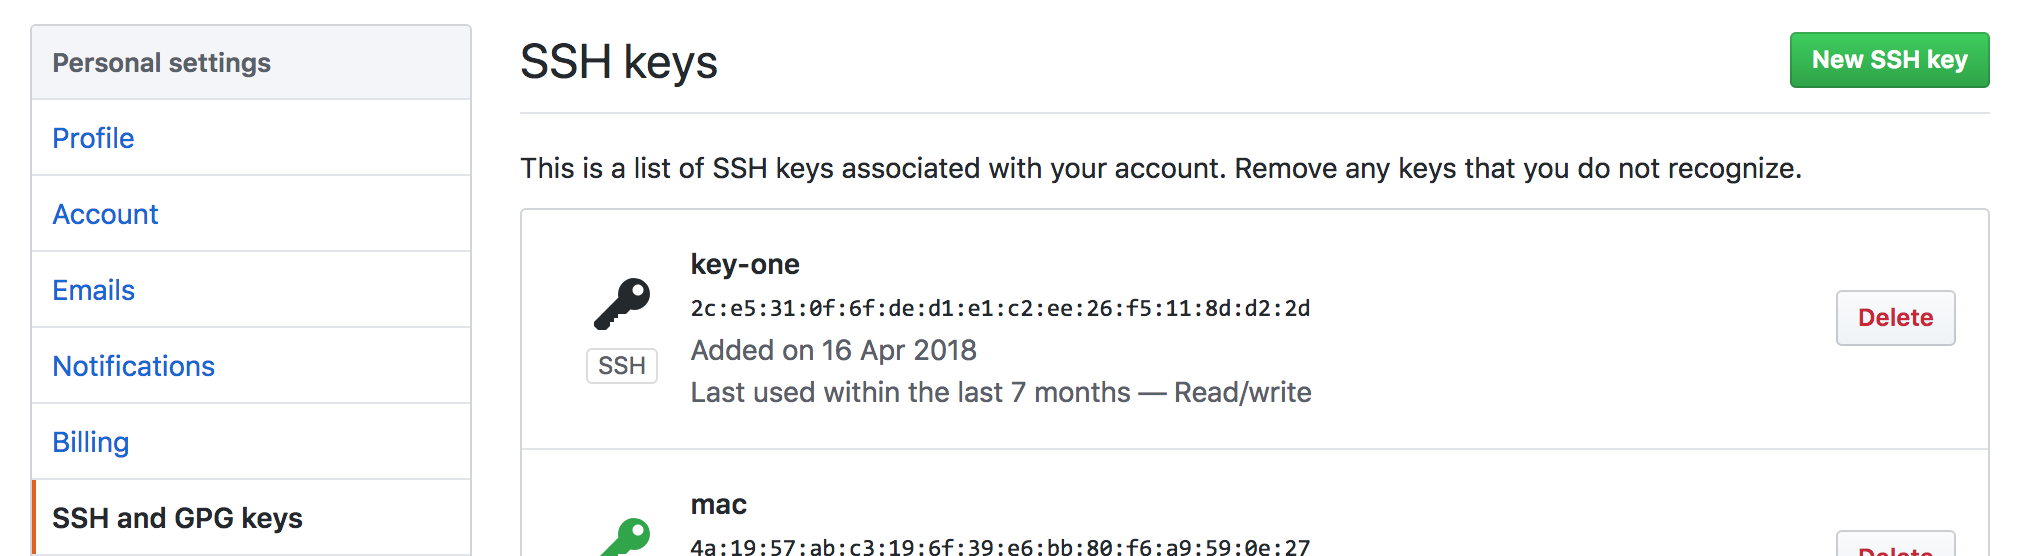 Personal settings
Profile
Account
Emails
Notifications
Billing
SSH and GPG keys
SSH keys
New SSH key
This is a list of SSH keys associated with your account. Remove any keys that you do not recognize.
key-one
2c:e5:31:0f:6f:de:d1:e1:c2:ee:26:f5:11:8d:d2:2d
SSH
Added on 16 Apr 2018
Last used within the last 7 months — Read/write
Delete
mac
4a:19:57:ab:c3:19:6f:39:e6:bb:80:f6:a9:59:0e:27
Delete